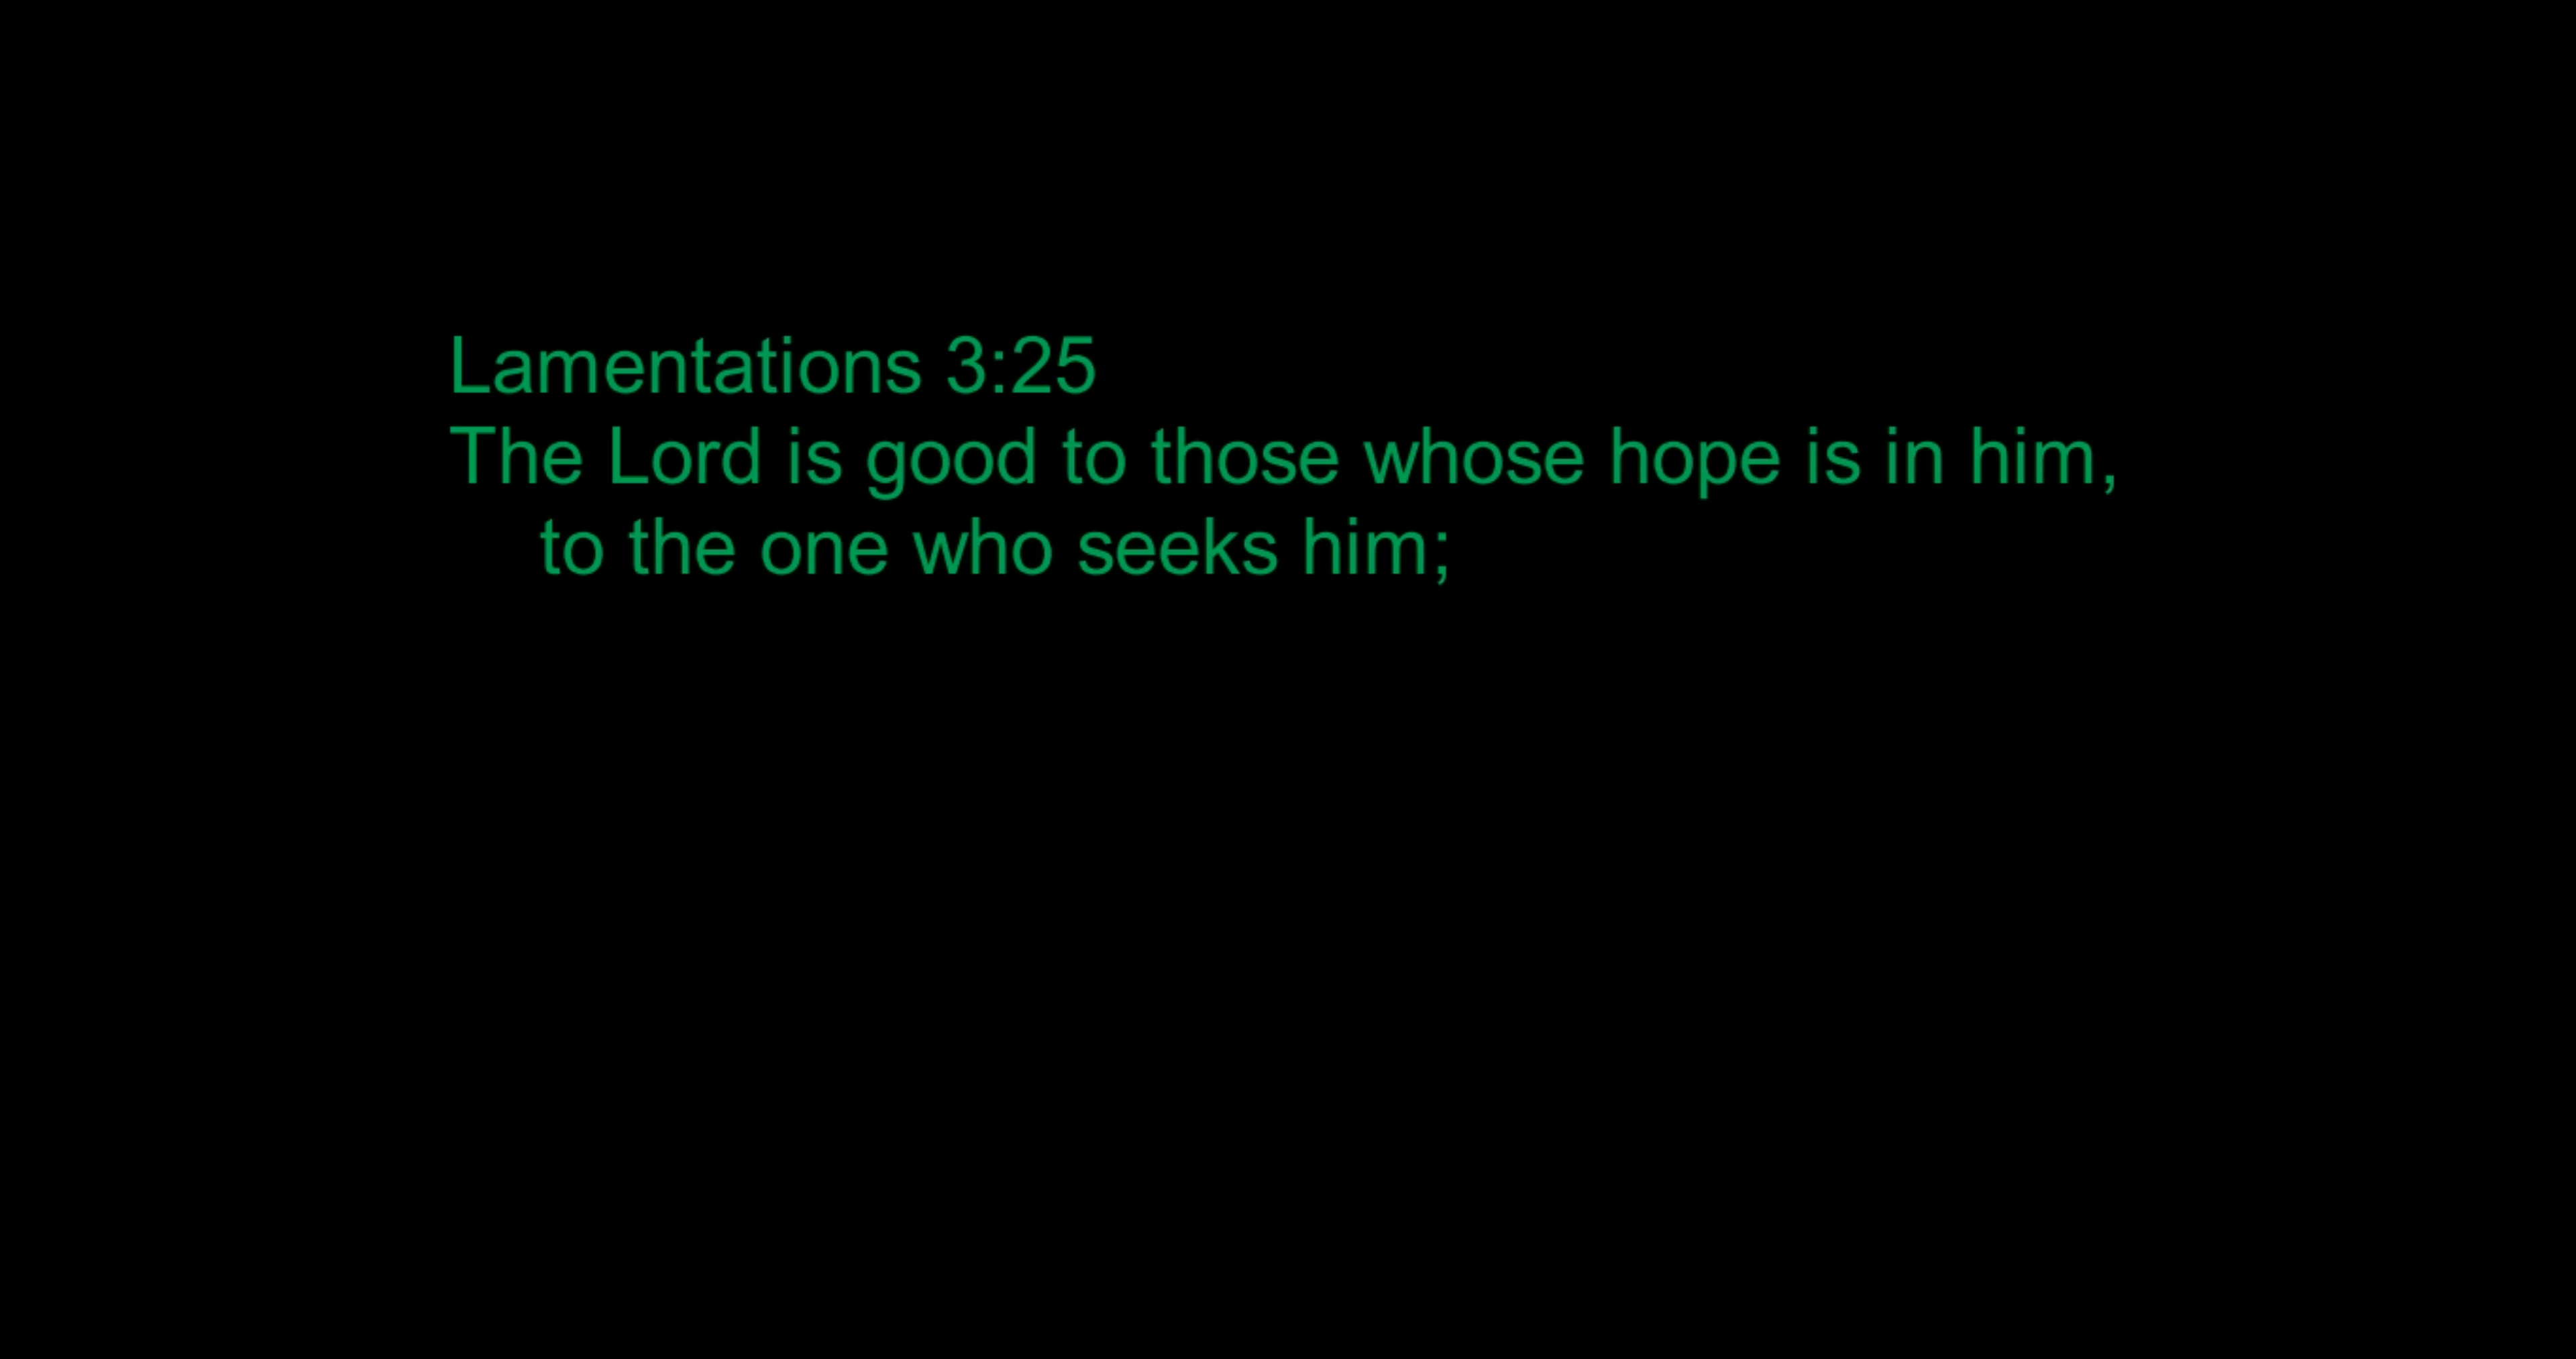 Lamentations 3:25
The Lord is good to those whose hope is in him,
to the one who seeks him;